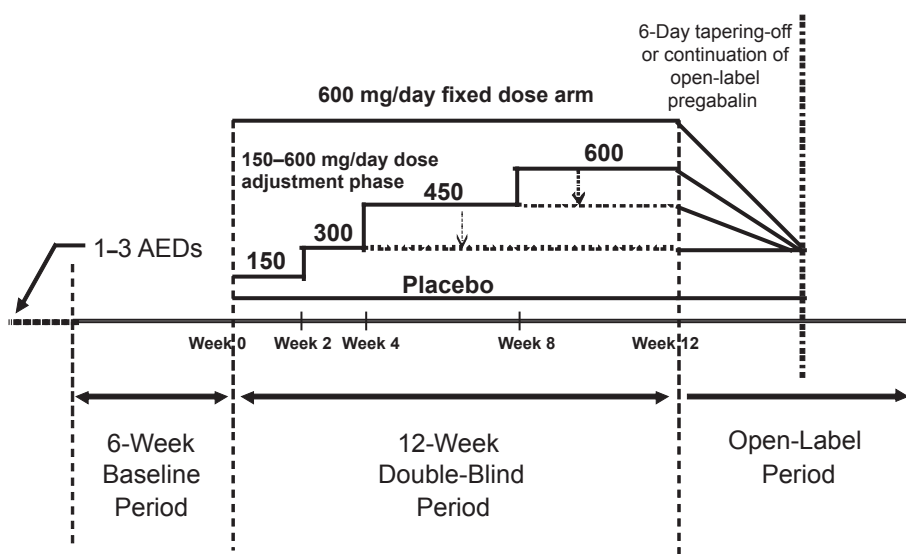 6-Day tapering-off
or continuation of
open-label
pregabalin
600 mg/day fixed dose arm
150–600 mg/day dose
adjustment phase
600
450
300
150
1–3 AEDs
Placebo
Week 0
Week 2
Week 4
Week 8
Week 12
6-Week
Baseline
Period
12-Week
Double-Blind
Period
Open-Label
Period